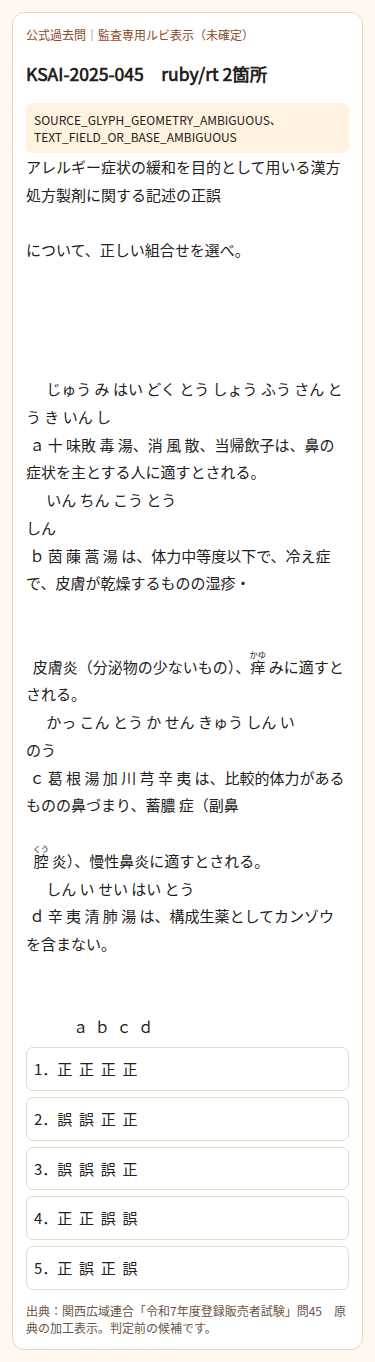 公式過去問｜監査専用ルビ表示（未確定）
KSAI-2025-045　ruby/rt 2箇所
SOURCE_GLYPH_GEOMETRY_AMBIGUOUS、
TEXT_FIELD_OR_BASE_AMBIGUOUS
アレルギー症状の緩和を目的として用いる漢方
処方製剤に関する記述の正誤
について、正しい組合せを選べ。
じゅう み はい どく とう しょう ふう さん と
う き いん し
ａ 十 味敗 毒 湯、消 風 散、当帰飲子は、鼻の
症状を主とする人に適すとされる。
いん ちん こう とう
しん
ｂ 茵 蔯 蒿 湯 は、体力中等度以下で、冷え症
で、皮膚が乾燥するものの湿疹・
かゆ
皮膚炎（分泌物の少ないもの）、痒 みに適すと
される。
かっ こん とう か せん きゅう しん い
のう
ｃ 葛 根 湯 加 川 芎 辛 夷 は、比較的体力がある
ものの鼻づまり、蓄膿 症（副鼻
くう
腔 炎）、慢性鼻炎に適すとされる。
しん い せい はい とう
ｄ 辛 夷 清 肺 湯 は、構成生薬としてカンゾウ
を含まない。
ａ ｂ ｃ ｄ
1．正 正 正 正
2．誤 誤 正 正
3．誤 誤 誤 正
4．正 正 誤 誤
5．正 誤 正 誤
出典：関西広域連合「令和7年度登録販売者試験」問45　原
典の加工表示。判定前の候補です。